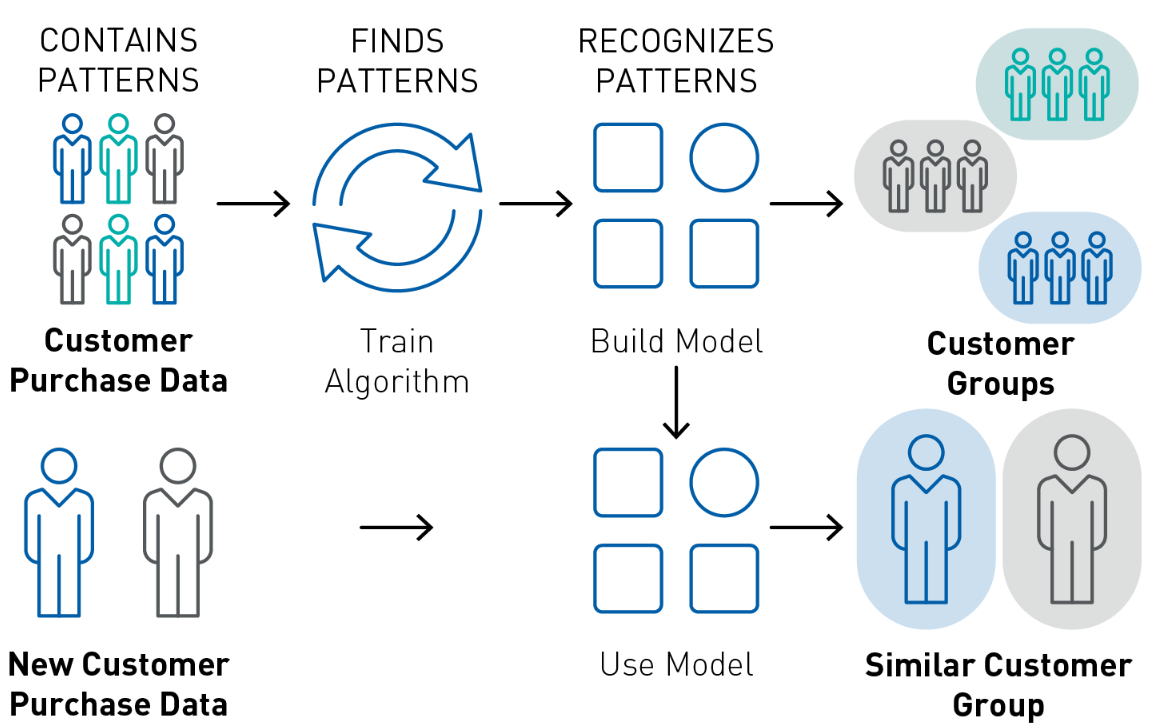 CONTAINS
PATTERNS
FINDS
PATTERNS
RECOGNIZES
PATTERNS
Customer
Purchase Data
Train
Algorithm
Build Model
Customer
Groups
New Customer
Purchase Data
Use Model
Similar Customer
Group